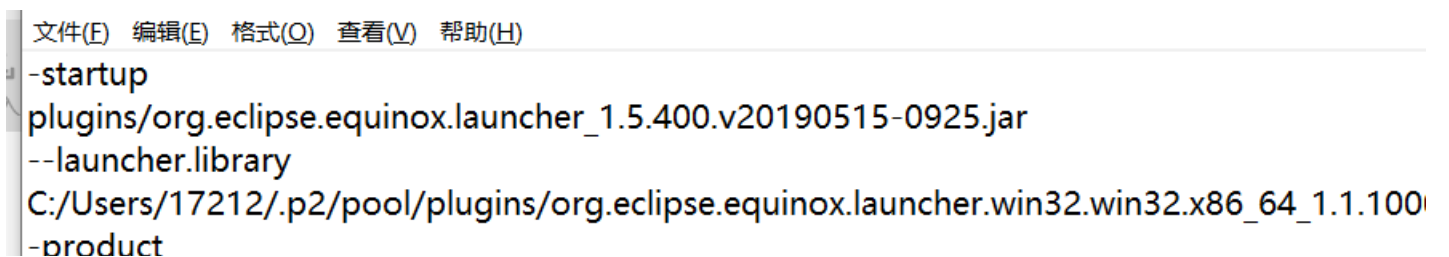 文件(F) 编辑(E) 格式(O) 查看(V) 帮助(H)
-startup
plugins/org.eclipse.equinox.launcher_1.5.400.v20190515-0925.jar
--launcher.library
C:/Users/17212/.p2/pool/plugins/org.eclipse.equinox.launcher.win32.win32.x86_64_1.1.100
-product